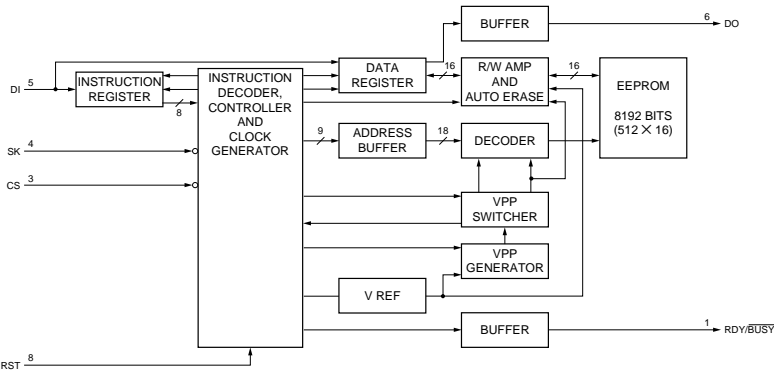 BUFFER
6
DO
DI
5
INSTRUCTION
REGISTER
8
INSTRUCTION
DECODER,
CONTROLLER
AND
CLOCK
GENERATOR
DATA
REGISTER
16
R/W AMP
AND
AUTO ERASE
16
EEPROM
8192 BITS
(512 × 16)
SK
4
9
ADDRESS
BUFFER
18
DECODER
CS
3
VPP
SWITCHER
VPP
GENERATOR
V REF
BUFFER
1
RDY/BUSY
RST
8